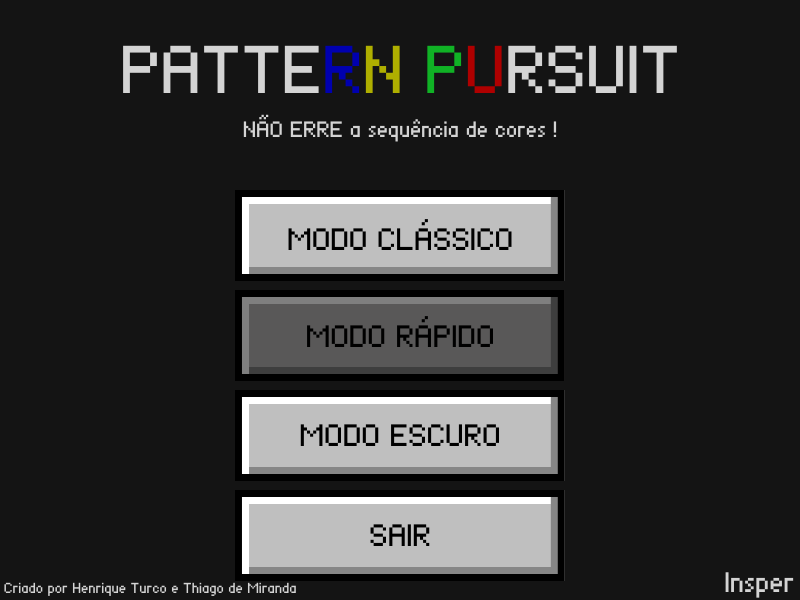 PATTERN PURSUIT
NÃO ERRE a sequência de cores !
MODO CLÁSSICO
MODO RÁPIDO
MODO ESCURO
SAIR
Criado por Henrique Turco e Thiago de Miranda
Insper